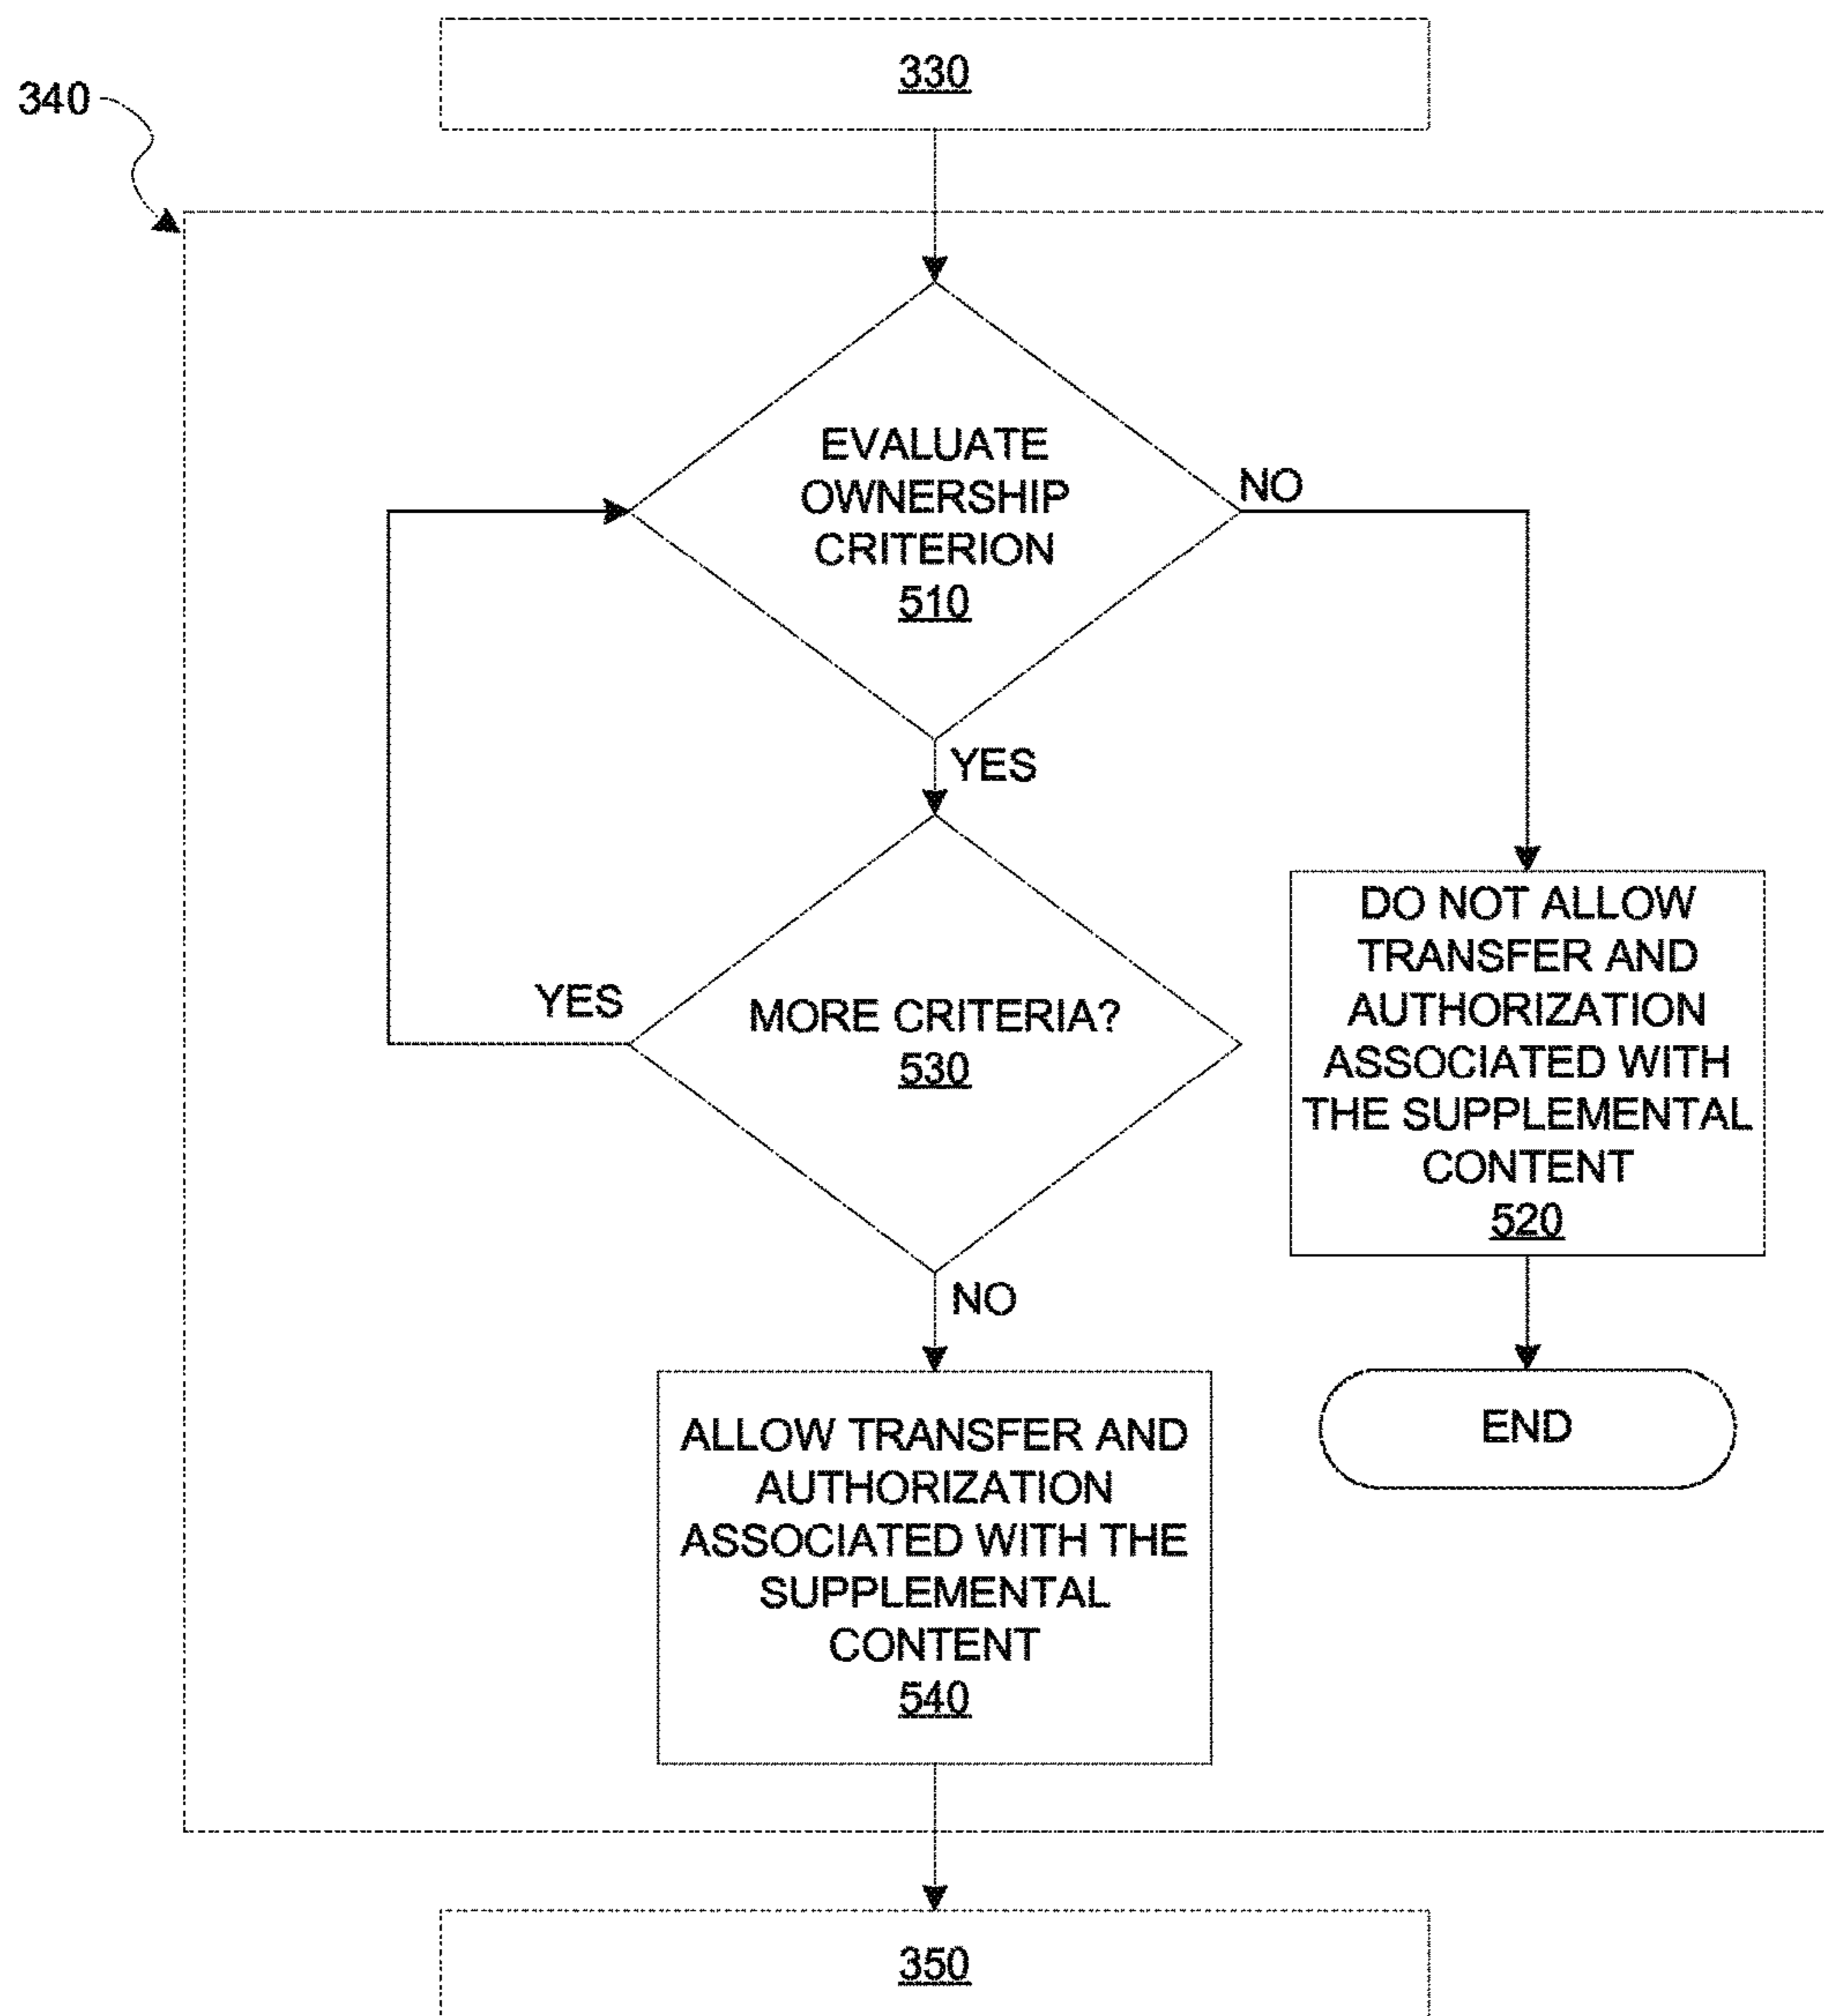 330
340
EVALUATE
OWNERSHIP
CRITERION
510
NO
YES
MORE CRITERIA?
530
YES
NO
DO NOT ALLOW
TRANSFER AND
AUTHORIZATION
ASSOCIATED WITH
THE SUPPLEMENTAL
CONTENT
520
END
ALLOW TRANSFER AND
AUTHORIZATION
ASSOCIATED WITH THE
SUPPLEMENTAL
CONTENT
540
350